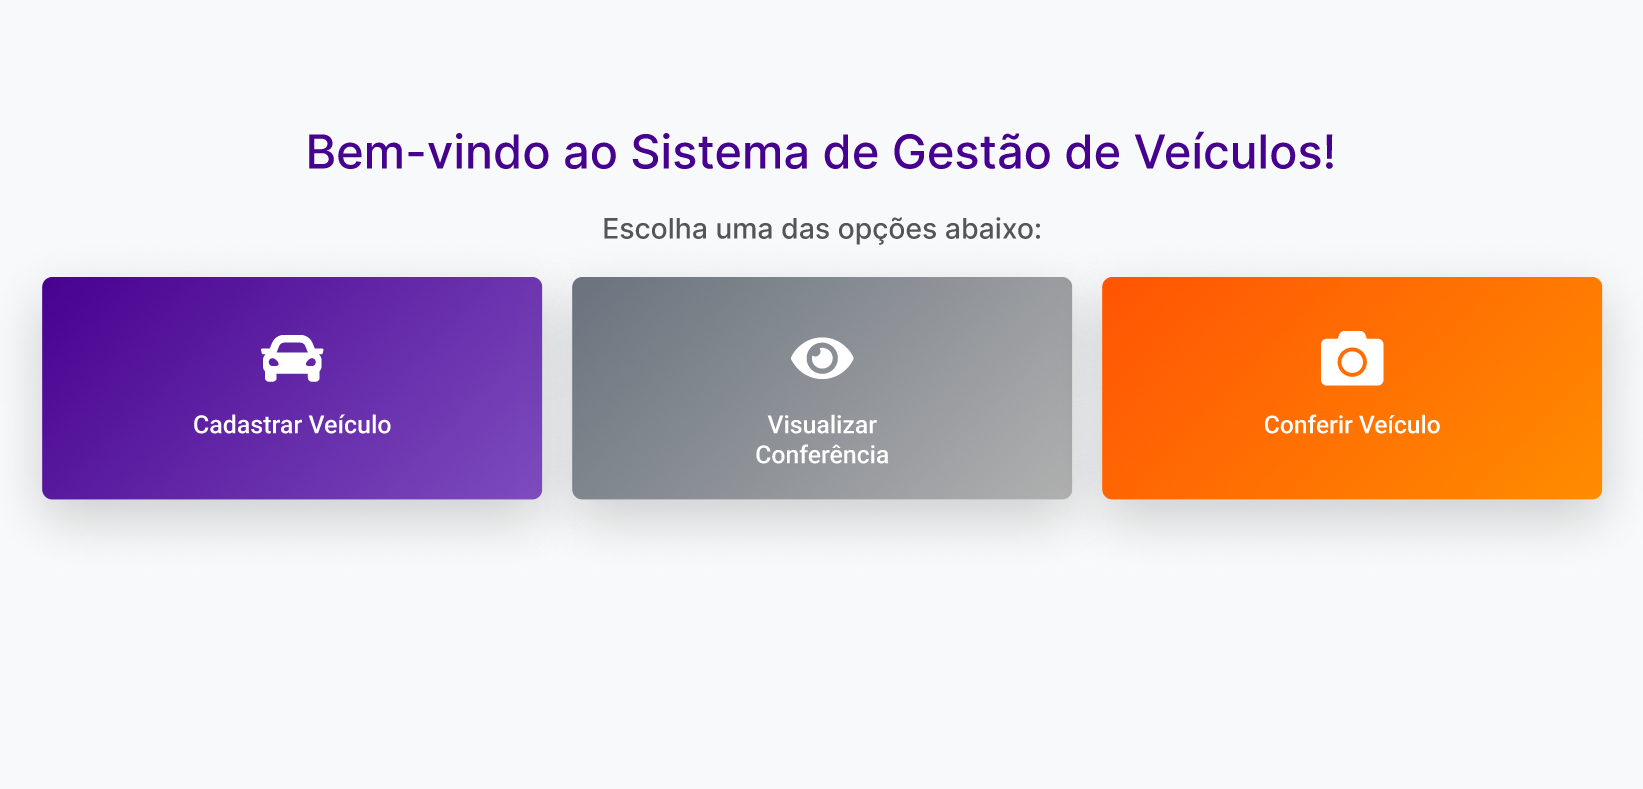 Bem-vindo ao Sistema de Gestão de Veículos!
Escolha uma das opções abaixo:
Cadastrar Veículo
Visualizar
Conferência
Conferir Veículo